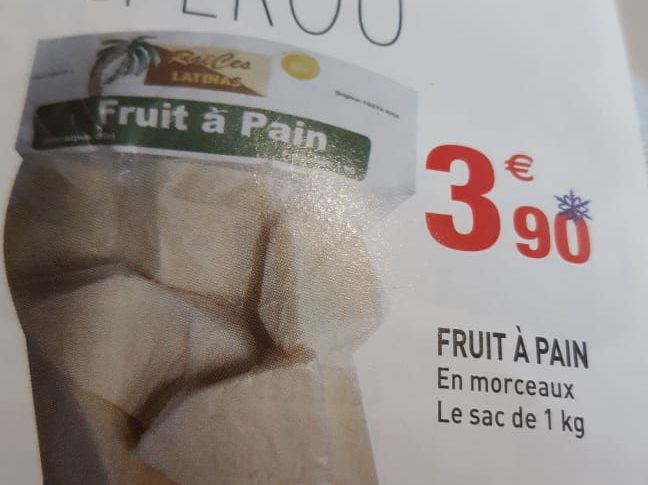 Raíces
LATINAS
Fruit à Pain
3€90
FRUIT À PAIN
En morceaux
Le sac de 1 kg